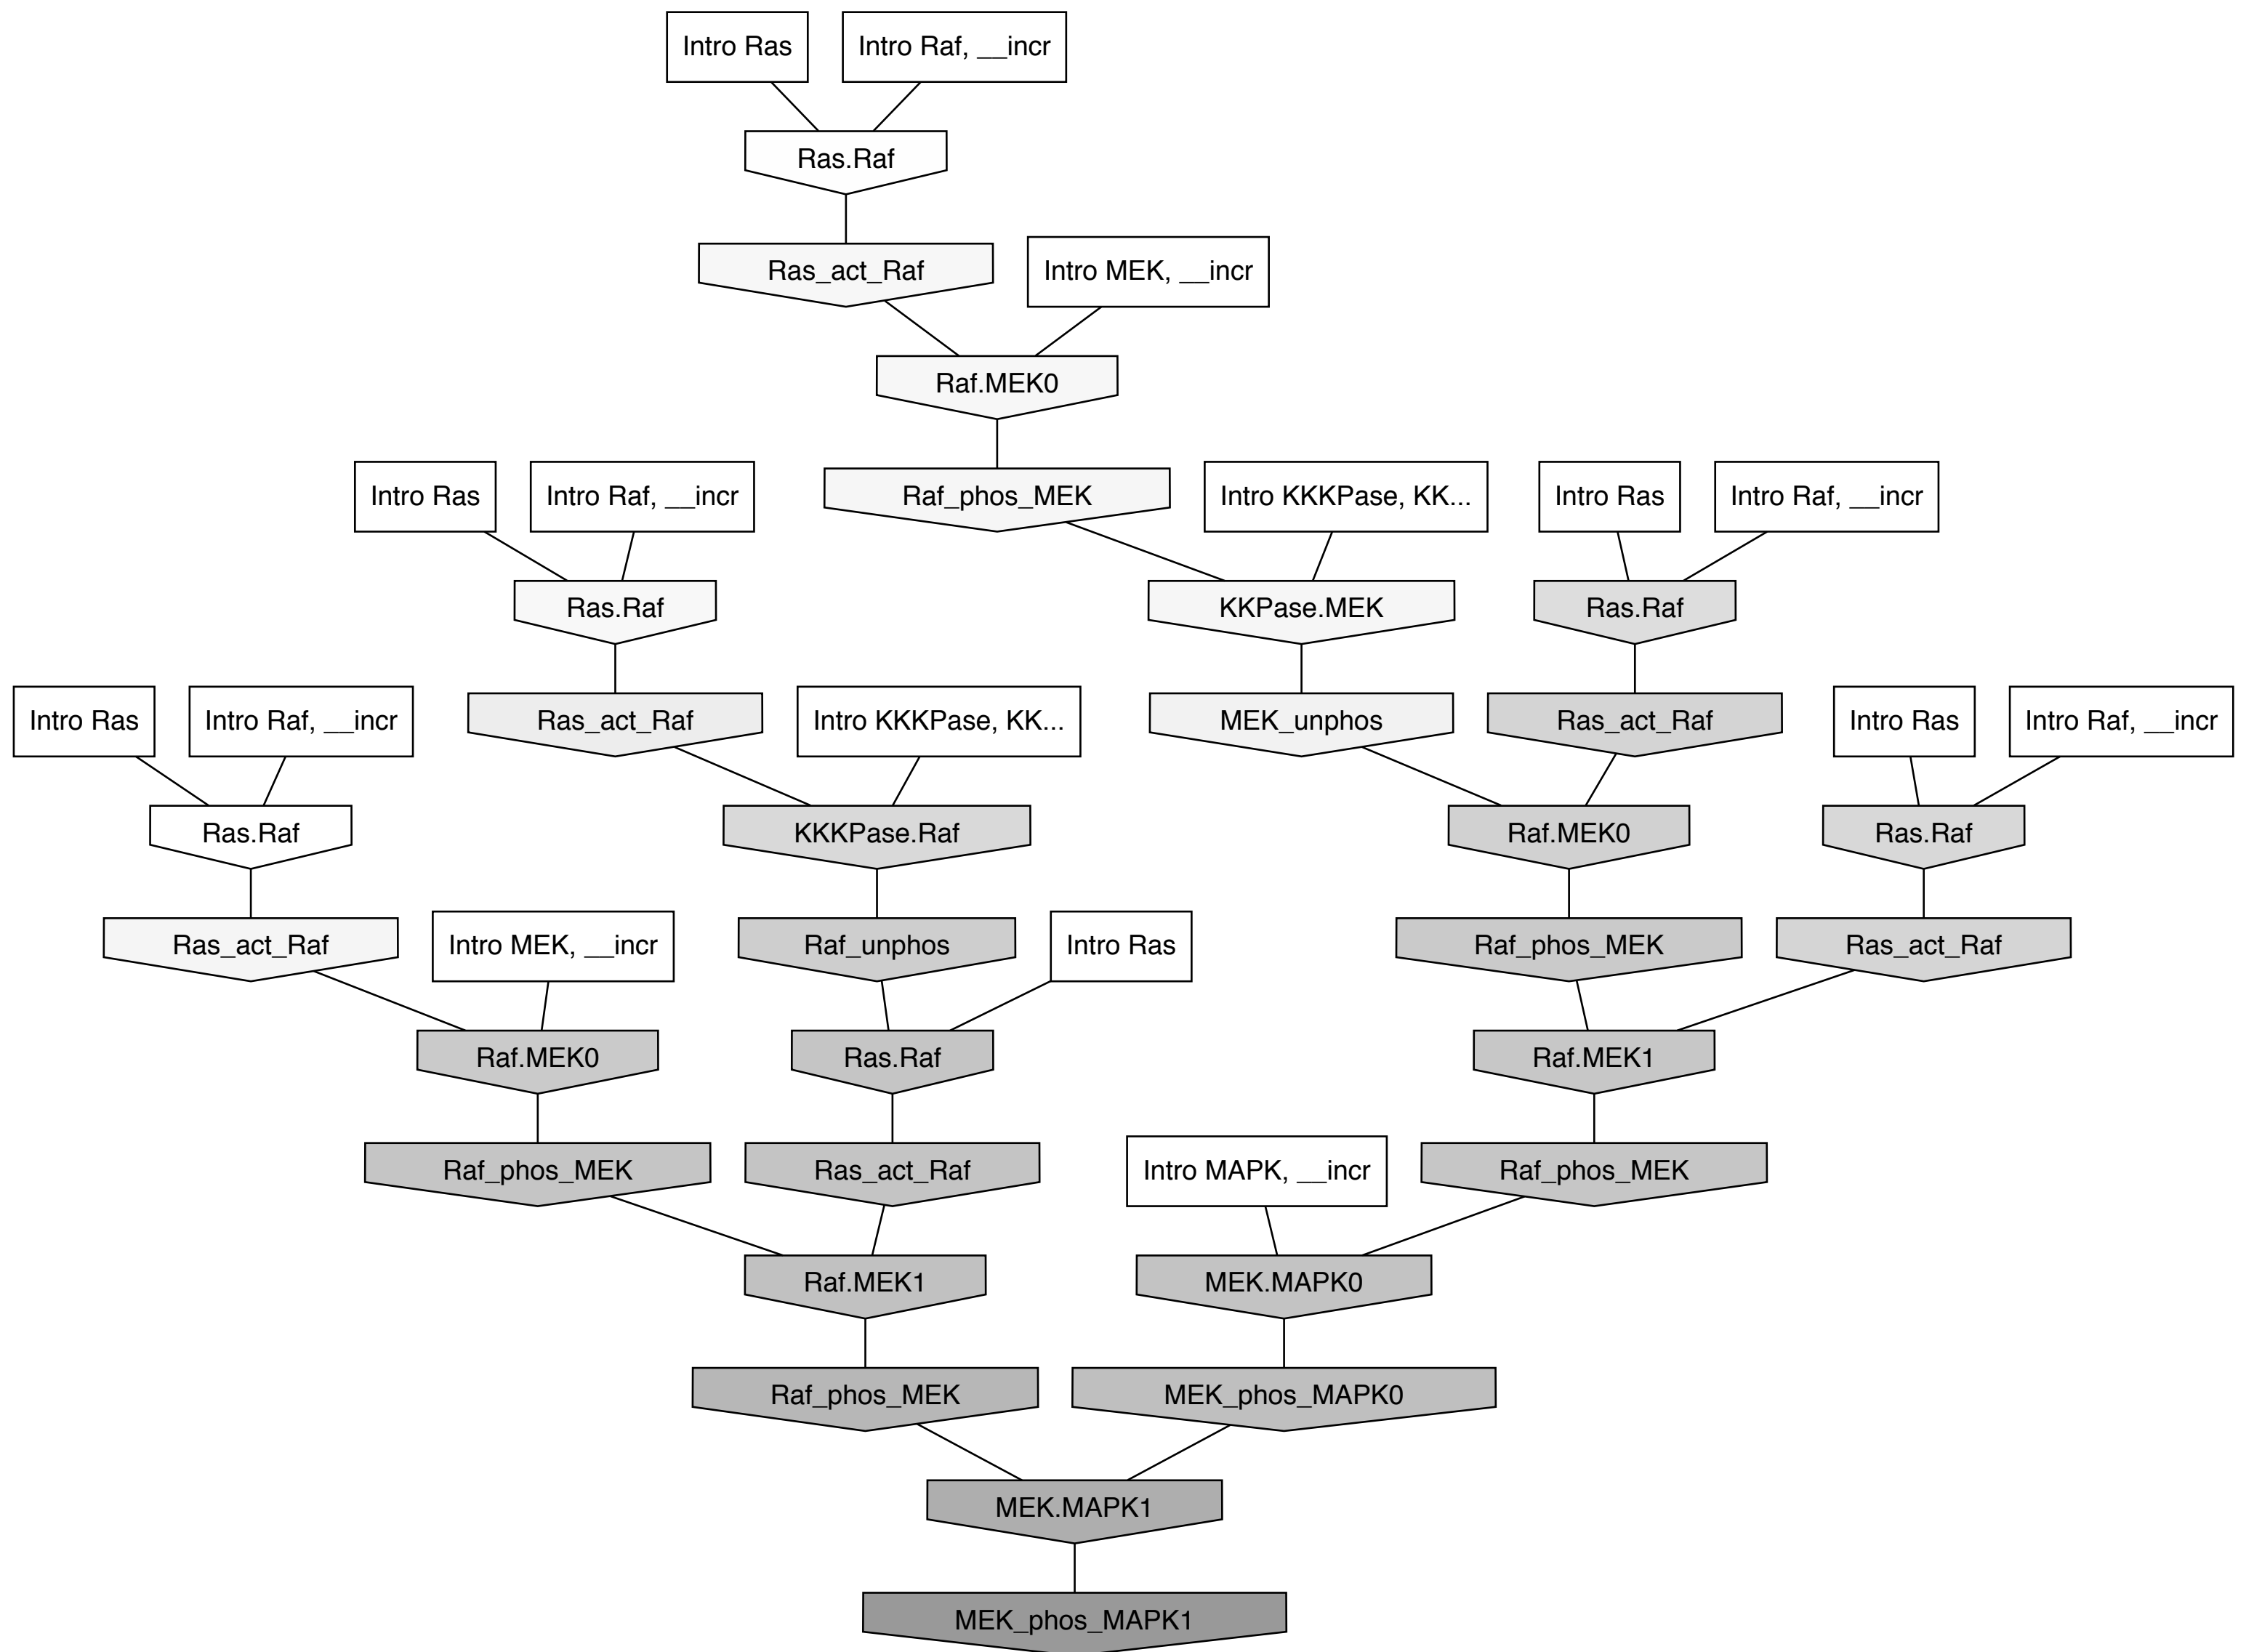 Intro Ras
Intro Raf, __incr
Ras.Raf
Ras_act_Raf
Intro MEK, __incr
Raf.MEK0
Intro Ras
Intro Raf, __incr
Raf_phos_MEK
Intro KKKPase, KK...
Intro Ras
Intro Raf, __incr
Ras.Raf
KKPase.MEK
Ras.Raf
Intro Ras
Intro Raf, __incr
Ras_act_Raf
Intro KKKPase, KK...
MEK_unphos
Ras_act_Raf
Intro Ras
Intro Raf, __incr
Ras.Raf
KKKPase.Raf
Raf.MEK0
Ras.Raf
Ras_act_Raf
Intro MEK, __incr
Raf_unphos
Intro Ras
Raf_phos_MEK
Ras_act_Raf
Raf.MEK0
Ras.Raf
Raf.MEK1
Raf_phos_MEK
Ras_act_Raf
Intro MAPK, __incr
Raf_phos_MEK
Raf.MEK1
MEK.MAPK0
Raf_phos_MEK
MEK_phos_MAPK0
MEK.MAPK1
MEK_phos_MAPK1